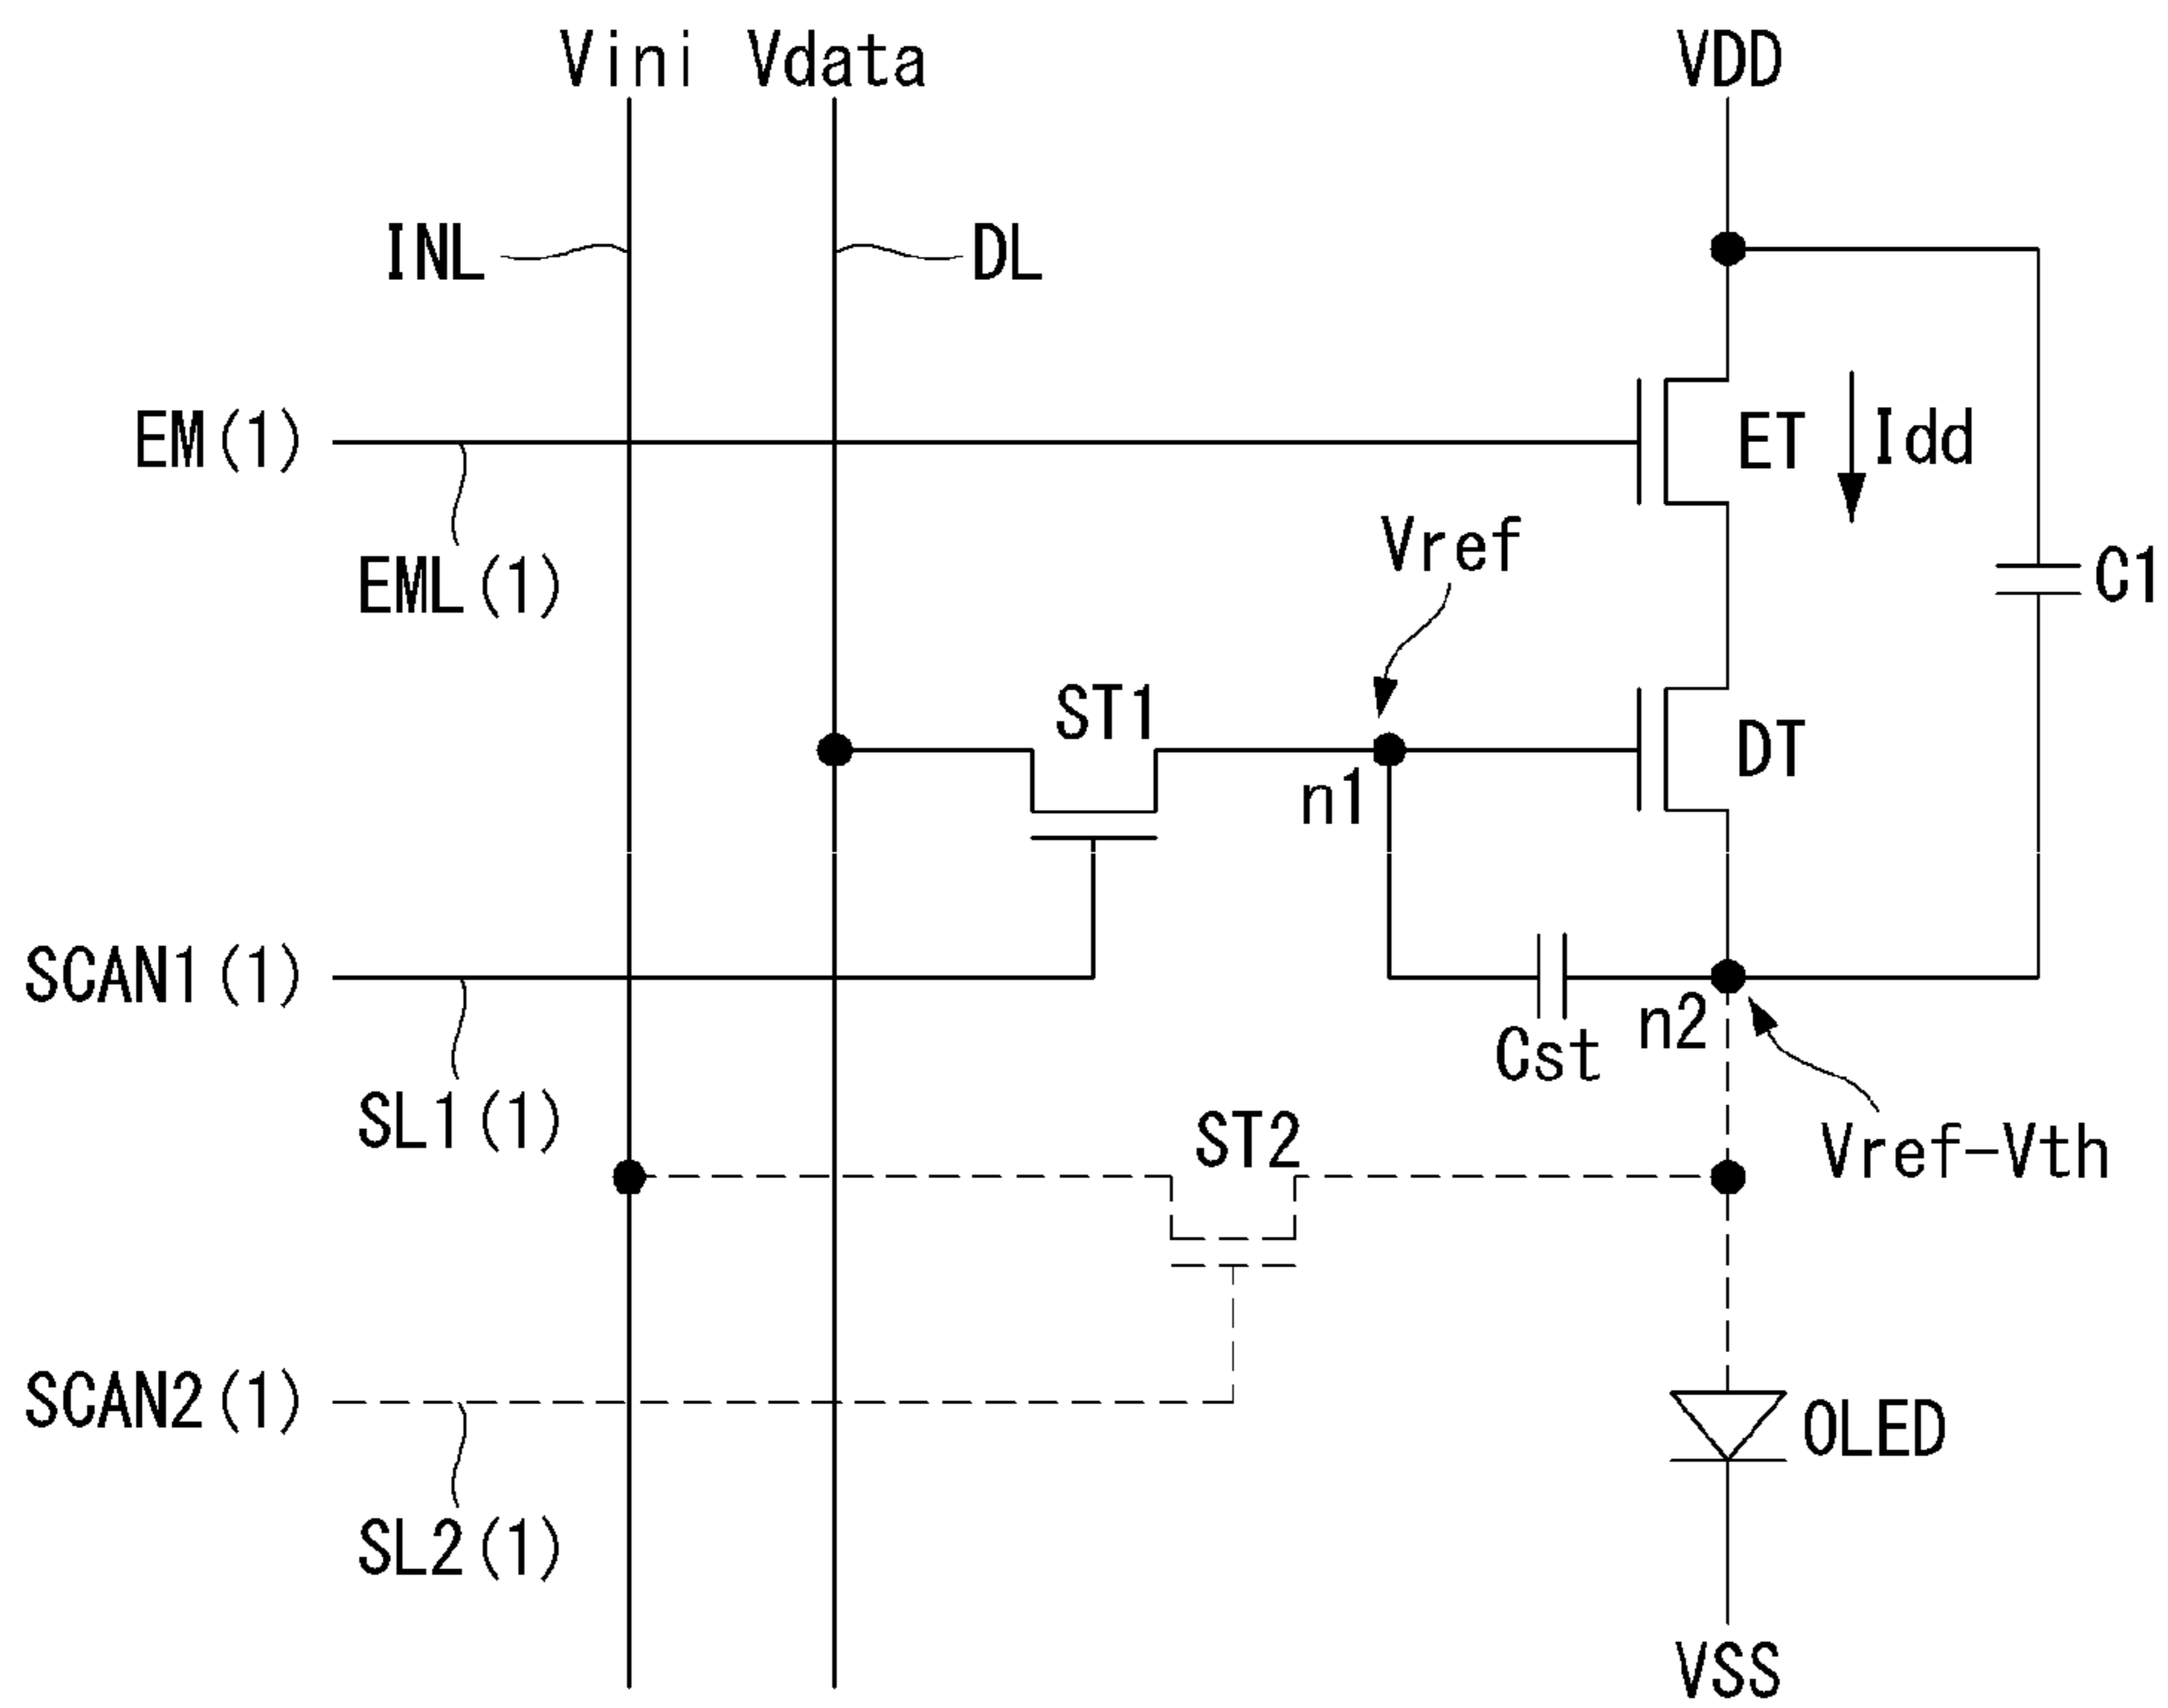 Vini Vdata VDD
INL DL
EM(1) ET Idd
Vref
EML(1) C1
ST1 DT
n1
SCAN1(1)
n2
Cst
SL1(1) ST2 Vref-Vth
SCAN2(1) OLED
SL2(1)
VSS